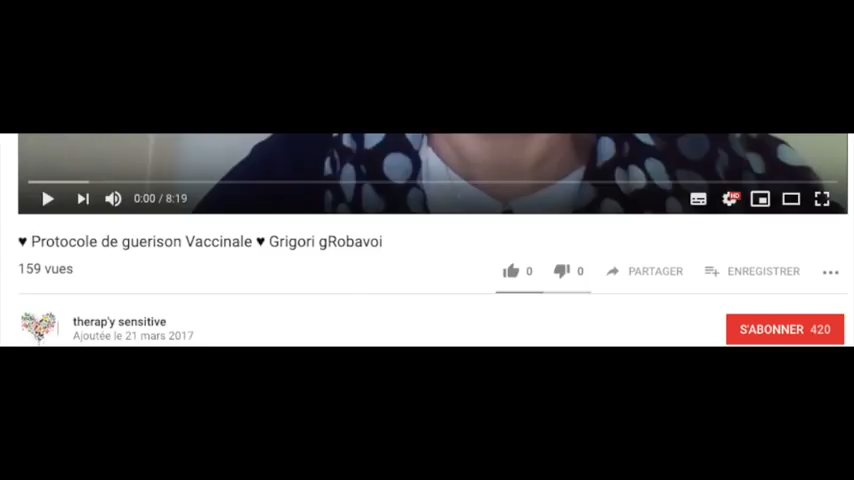 0:00 / 8:19
HD
♥ Protocole de guerison Vaccinale ♥ Grigori gRobavoi
159 vues
0 0 PARTAGER ENREGISTRER
therap'y sensitive
Ajoutée le 21 mars 2017
S'ABONNER 420